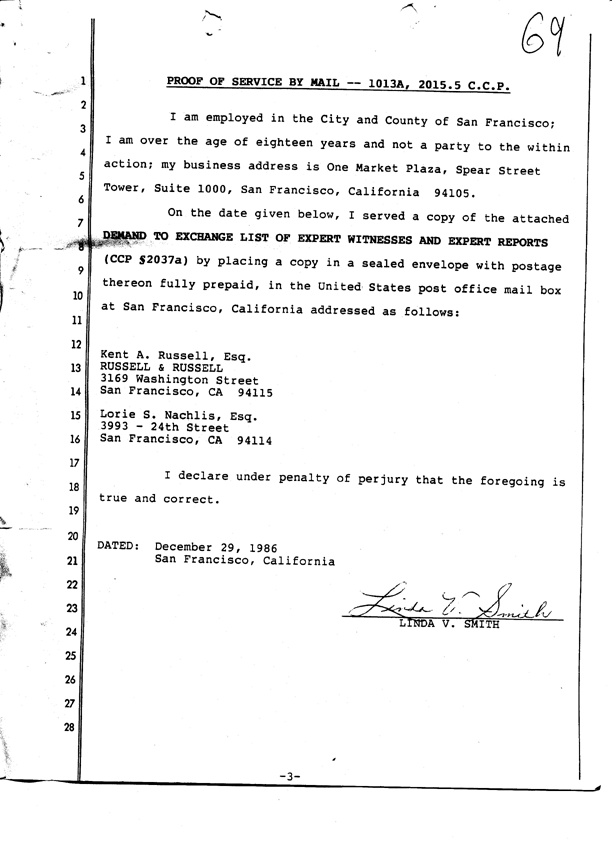 69
1 PROOF OF SERVICE BY MAIL -- 1013A, 2015.5 C.C.P.
2 I am employed in the City and County of San Francisco;
3 I am over the age of eighteen years and not a party to the within
4 action; my business address is One Market Plaza, Spear Street
5 Tower, Suite 1000, San Francisco, California 94105.
6
7 On the date given below, I served a copy of the attached
8 DEMAND TO EXCHANGE LIST OF EXPERT WITNESSES AND EXPERT REPORTS
9 (CCP §2037a) by placing a copy in a sealed envelope with postage
10 thereon fully prepaid, in the United States post office mail box
11 at San Francisco, California addressed as follows:
12
Kent A. Russell, Esq.
13 RUSSELL & RUSSELL
3169 Washington Street
14 San Francisco, CA 94115
15 Lorie S. Nachlis, Esq.
3993 - 24th Street
16 San Francisco, CA 94114
17
I declare under penalty of perjury that the foregoing is
18
true and correct.
19
20
DATED: December 29, 1986
21 San Francisco, California
22
23 Linda V. Smith
24 LINDA V. SMITH
25
26
27
28
-3-